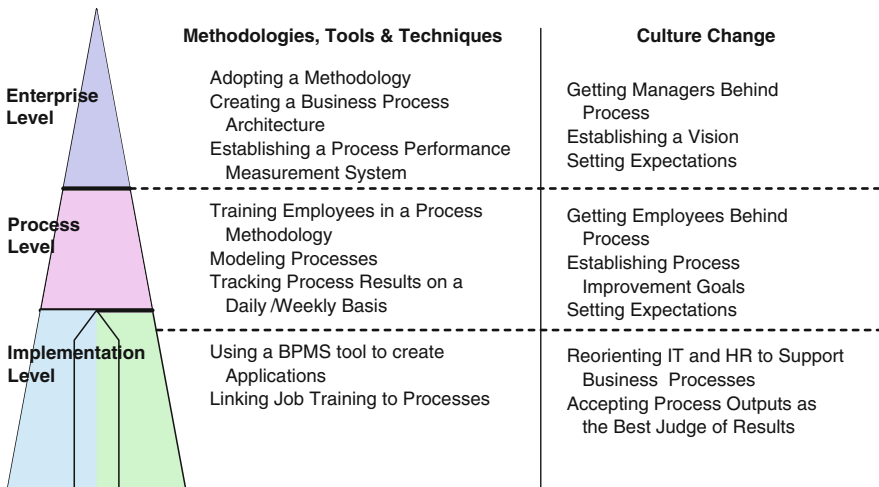 Methodologies, Tools & Techniques
Culture Change
Enterprise
Level
Adopting a Methodology
Creating a Business Process
Architecture
Establishing a Process Performance
Measurement System
Getting Managers Behind
Process
Establishing a Vision
Setting Expectations
Process
Level
Training Employees in a Process
Methodology
Modeling Processes
Tracking Process Results on a
Daily /Weekly Basis
Getting Employees Behind
Process
Establishing Process
Improvement Goals
Setting Expectations
Implementation
Level
Using a BPMS tool to create
Applications
Linking Job Training to Processes
Reorienting IT and HR to Support
Business Processes
Accepting Process Outputs as
the Best Judge of Results